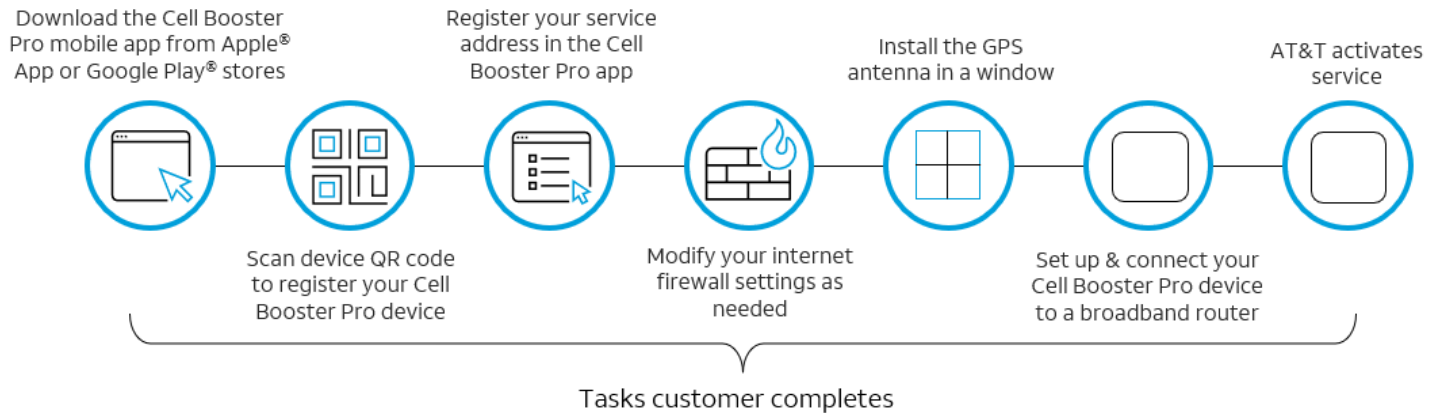 Download the Cell Booster
Pro mobile app from Apple®
App or Google Play® stores
Scan device QR code
to register your Cell
Booster Pro device
Register your service
address in the Cell
Booster Pro app
Modify your internet
firewall settings as
needed
Install the GPS
antenna in a window
Set up & connect your
Cell Booster Pro device
to a broadband router
AT&T activates
service
Tasks customer completes